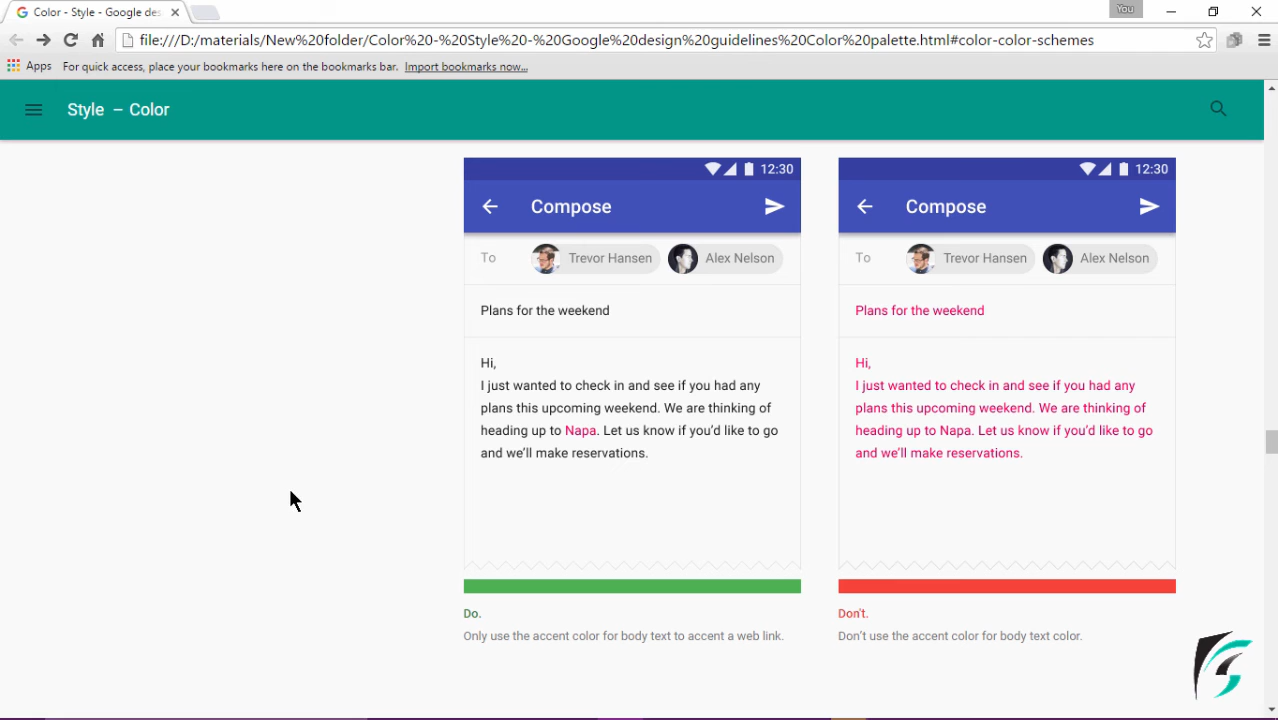 Color - Style - Google des
You
file:///D:/materials/New%20folder/Color%20-%20Style%20-%20Google%20design%20guidelines%20Color%20palette.html#color-color-schemes
Apps For quick access, place your bookmarks here on the bookmarks bar. Import bookmarks now...
Style – Color
12:30
Compose
To Trevor Hansen Alex Nelson
Plans for the weekend
Hi,
I just wanted to check in and see if you had any
plans this upcoming weekend. We are thinking of
heading up to Napa. Let us know if you’d like to go
and we’ll make reservations.
Do.
Only use the accent color for body text to accent a web link.
12:30
Compose
To Trevor Hansen Alex Nelson
Plans for the weekend
Hi,
I just wanted to check in and see if you had any
plans this upcoming weekend. We are thinking of
heading up to Napa. Let us know if you’d like to go
and we’ll make reservations.
Don't.
Don’t use the accent color for body text color.